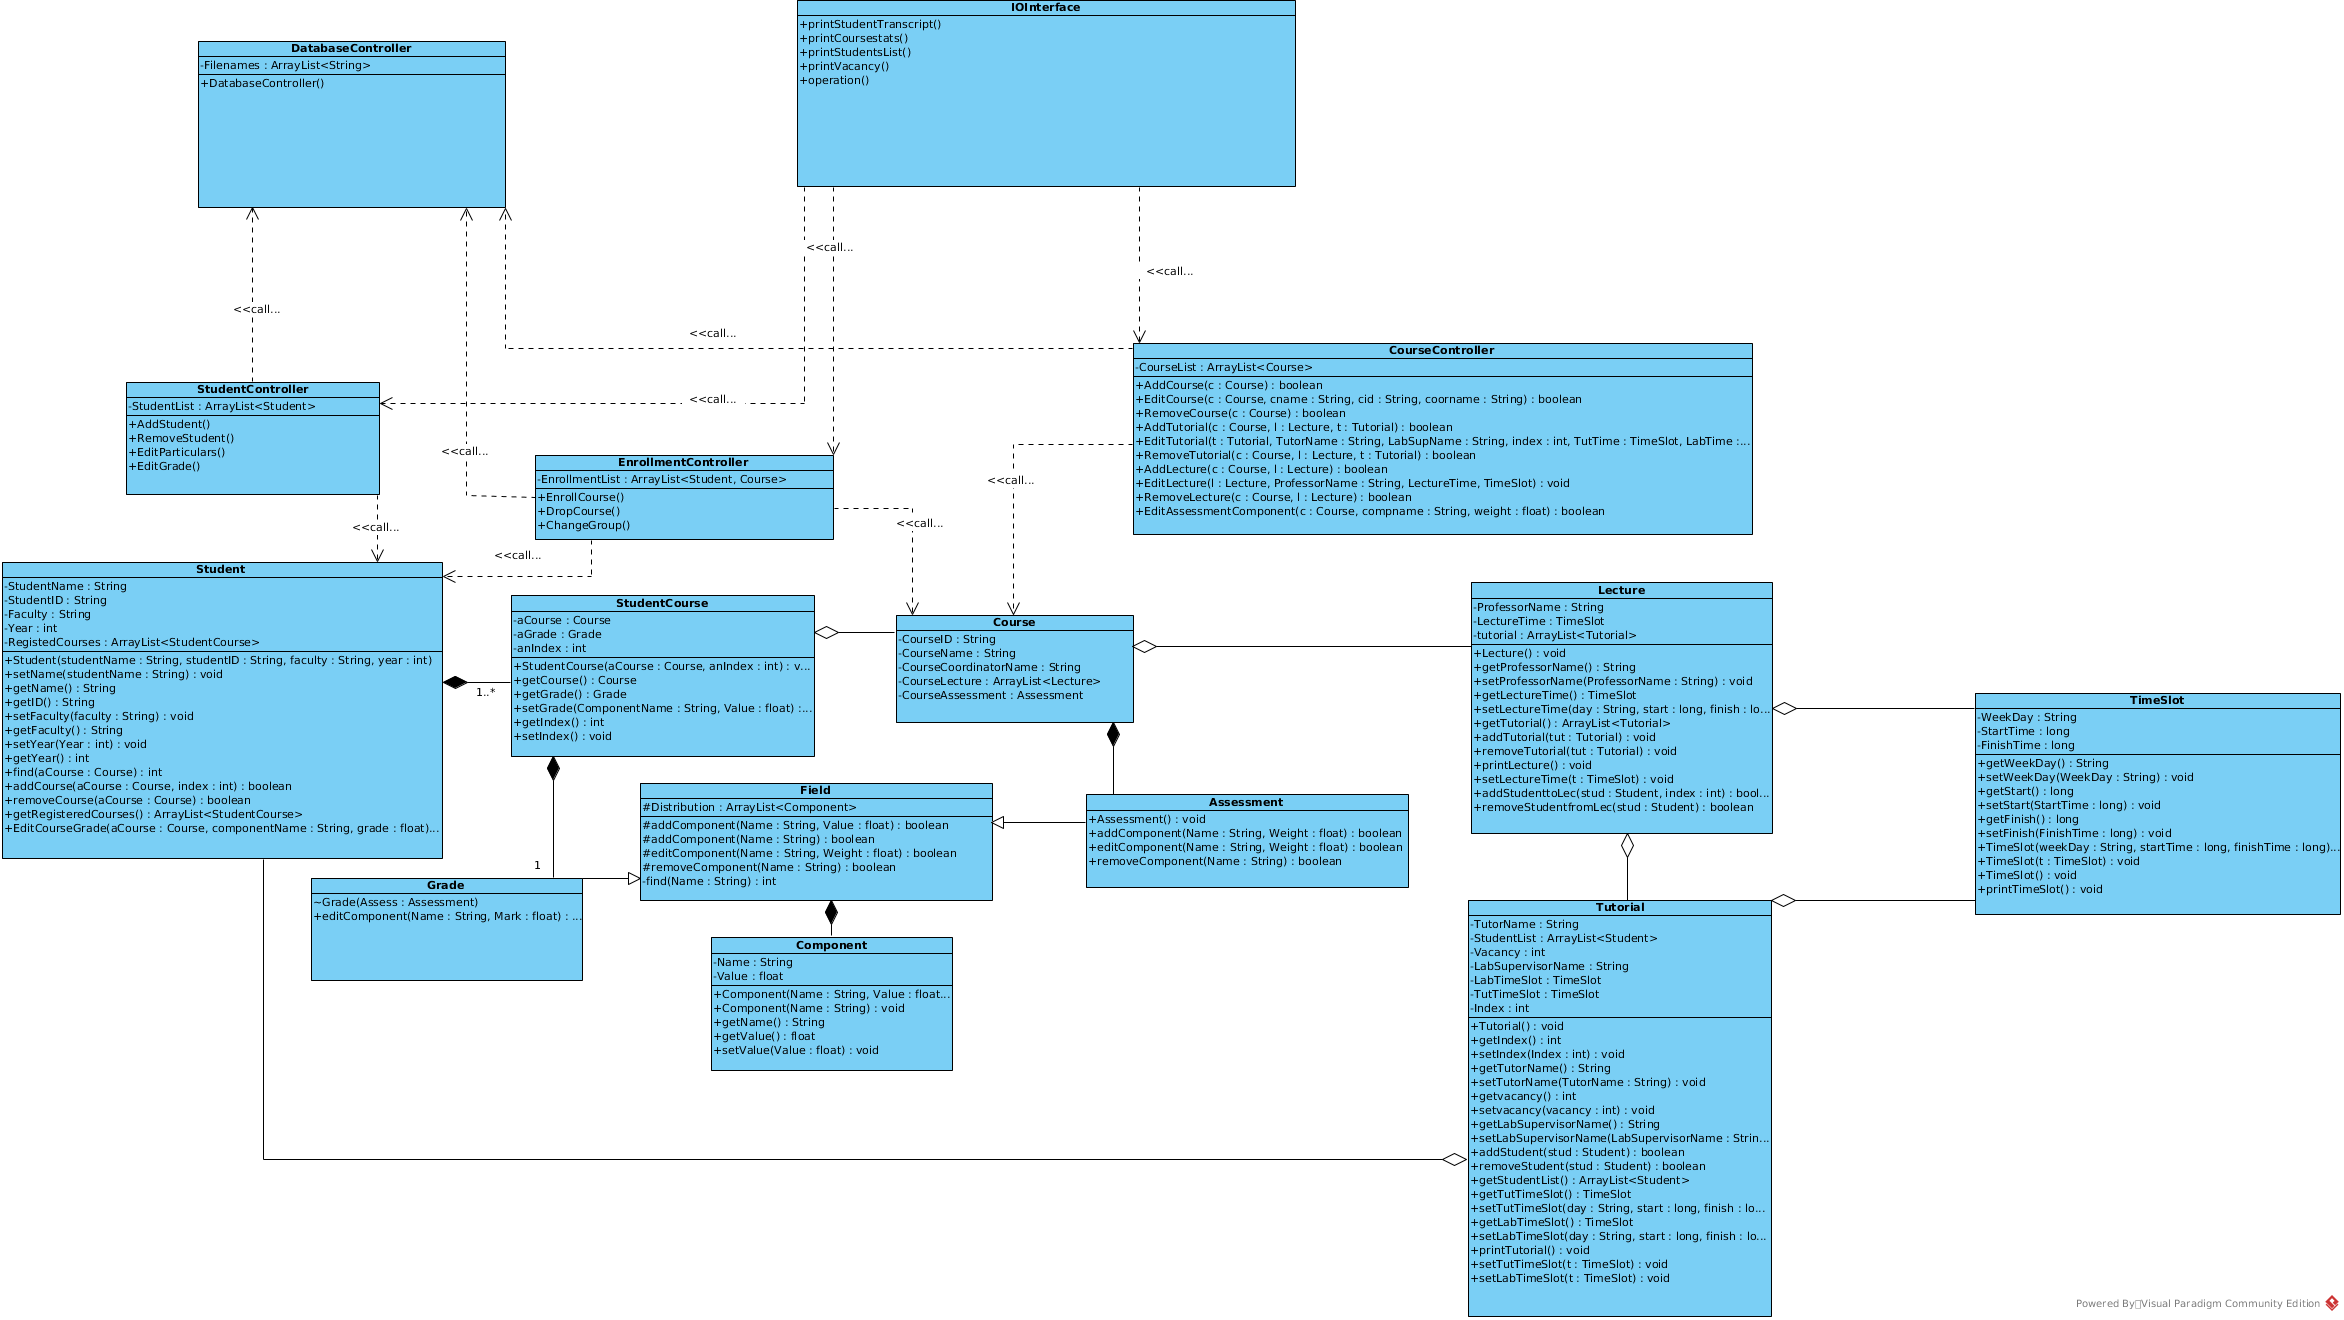 IOInterface
+printStudentTranscript()
+printCoursestats()
+printStudentsList()
+printVacancy()
+operation()
DatabaseController
-Filenames : ArrayList<String>
+DatabaseController()
<<call...
<<call...
<<call...
<<call...
<<call...
<<call...
<<call...
<<call...
<<call...
<<call...
CourseController
-CourseList : ArrayList<Course>
+AddCourse(c : Course) : boolean
+EditCourse(c : Course, cname : String, cid : String, coorname : String) : boolean
+RemoveCourse(c : Course) : boolean
+AddTutorial(c : Course, l : Lecture, t : Tutorial) : boolean
+EditTutorial(t : Tutorial, TutorName : String, LabSupName : String, index : int, TutTime : TimeSlot, LabTime :...
+RemoveTutorial(c : Course, l : Lecture, t : Tutorial) : boolean
+AddLecture(c : Course, l : Lecture) : boolean
+EditLecture(l : Lecture, ProfessorName : String, LectureTime, TimeSlot) : void
+RemoveLecture(c : Course, l : Lecture) : boolean
+EditAssessmentComponent(c : Course, compname : String, weight : float) : boolean
StudentController
-StudentList : ArrayList<Student>
+AddStudent()
+RemoveStudent()
+EditParticulars()
+EditGrade()
EnrollmentController
-EnrollmentList : ArrayList<Student, Course>
+EnrollCourse()
+DropCourse()
+ChangeGroup()
Student
-StudentName : String
-StudentID : String
-Faculty : String
-Year : int
-RegistedCourses : ArrayList<StudentCourse>
+Student(studentName : String, studentID : String, faculty : String, year : int)
+setName(studentName : String) : void
+getName() : String
+getID() : String
+setFaculty(faculty : String) : void
+getFaculty() : String
+setYear(Year : int) : void
+getYear() : int
+find(aCourse : Course) : int
+addCourse(aCourse : Course, index : int) : boolean
+removeCourse(aCourse : Course) : boolean
+getRegisteredCourses() : ArrayList<StudentCourse>
+EditCourseGrade(aCourse : Course, componentName : String, grade : float)...
1..*
StudentCourse
-aCourse : Course
-aGrade : Grade
-anIndex : int
+StudentCourse(aCourse : Course, anIndex : int) : v...
+getCourse() : Course
+getGrade() : Grade
+setGrade(ComponentName : String, Value : float) :...
+getIndex() : int
+setIndex() : void
Course
-CourseID : String
-CourseName : String
-CourseCoordinatorName : String
-CourseLecture : ArrayList<Lecture>
-CourseAssessment : Assessment
Lecture
-ProfessorName : String
-LectureTime : TimeSlot
-tutorial : ArrayList<Tutorial>
+Lecture() : void
+getProfessorName() : String
+setProfessorName(ProfessorName : String) : void
+getLectureTime() : TimeSlot
+setLectureTime(day : String, start : long, finish : lo...
+getTutorial() : ArrayList<Tutorial>
+addTutorial(tut : Tutorial) : void
+removeTutorial(tut : Tutorial) : void
+printLecture() : void
+setLectureTime(t : TimeSlot) : void
+addStudenttoLec(stud : Student, index : int) : bool...
+removeStudentfromLec(stud : Student) : boolean
TimeSlot
-WeekDay : String
-StartTime : long
-FinishTime : long
+getWeekDay() : String
+setWeekDay(WeekDay : String) : void
+getStart() : long
+setStart(StartTime : long) : void
+getFinish() : long
+setFinish(FinishTime : long) : void
+TimeSlot(weekDay : String, startTime : long, finishTime : long)...
+TimeSlot(t : TimeSlot) : void
+TimeSlot() : void
+printTimeSlot() : void
Field
#Distribution : ArrayList<Component>
#addComponent(Name : String, Value : float) : boolean
#addComponent(Name : String) : boolean
#editComponent(Name : String, Weight : float) : boolean
#removeComponent(Name : String) : boolean
-find(Name : String) : int
Assessment
+Assessment() : void
+addComponent(Name : String, Weight : float) : boolean
+editComponent(Name : String, Weight : float) : boolean
+removeComponent(Name : String) : boolean
1
Grade
~Grade(Assess : Assessment)
+editComponent(Name : String, Mark : float) : ...
Component
-Name : String
-Value : float
+Component(Name : String, Value : float...
+Component(Name : String) : void
+getName() : String
+getValue() : float
+setValue(Value : float) : void
Tutorial
-TutorName : String
-StudentList : ArrayList<Student>
-Vacancy : int
-LabSupervisorName : String
-LabTimeSlot : TimeSlot
-TutTimeSlot : TimeSlot
-Index : int
+Tutorial() : void
+getIndex() : int
+setIndex(Index : int) : void
+getTutorName() : String
+setTutorName(TutorName : String) : void
+getvacancy() : int
+setvacancy(vacancy : int) : void
+getLabSupervisorName() : String
+setLabSupervisorName(LabSupervisorName : Strin...
+addStudent(stud : Student) : boolean
+removeStudent(stud : Student) : boolean
+getStudentList() : ArrayList<Student>
+getTutTimeSlot() : TimeSlot
+setTutTimeSlot(day : String, start : long, finish : lo...
+getLabTimeSlot() : TimeSlot
+setLabTimeSlot(day : String, start : long, finish : lo...
+printTutorial() : void
+setTutTimeSlot(t : TimeSlot) : void
+setLabTimeSlot(t : TimeSlot) : void
Powered By Visual Paradigm Community Edition